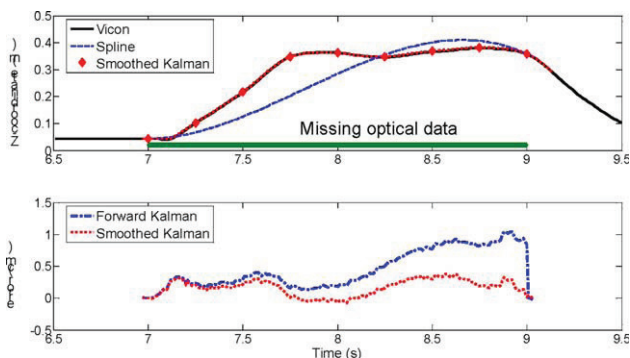 0.5
0.4
0.3
0.2
0.1
0
Vicon
Spline
Smoothed Kalman
Missing optical data
6.5 7 7.5 8 8.5 9 9.5
1.5
1
0.5
0
-0.5
Forward Kalman
Smoothed Kalman
6.5 7 7.5 8 8.5 9 9.5
Time (s)